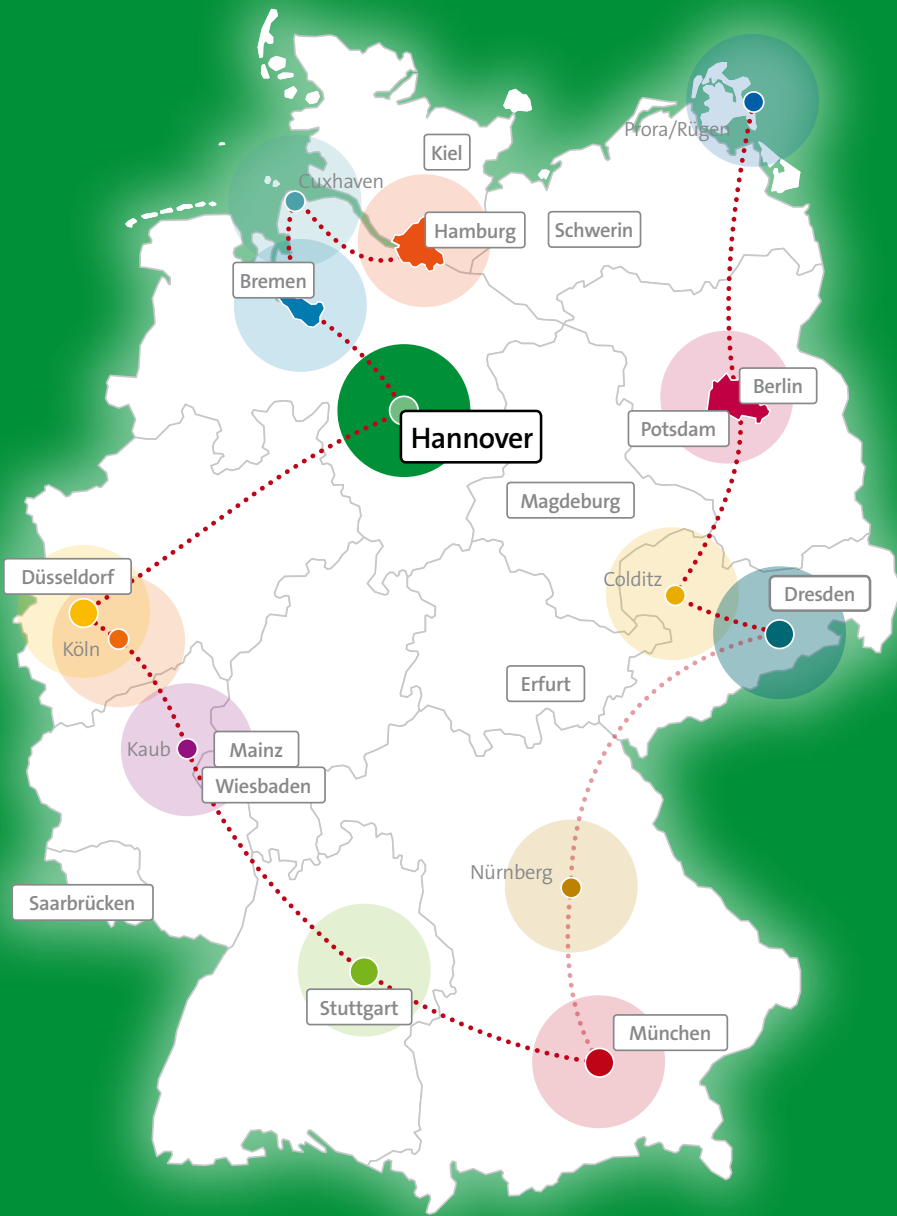 Prora/Rügen
Kiel
Cuxhaven
Hamburg
Schwerin
Bremen
Berlin
Potsdam
Hannover
Magdeburg
Düsseldorf
Colditz
Dresden
Köln
Erfurt
Kaub
Mainz
Wiesbaden
Nürnberg
Saarbrücken
Stuttgart
München